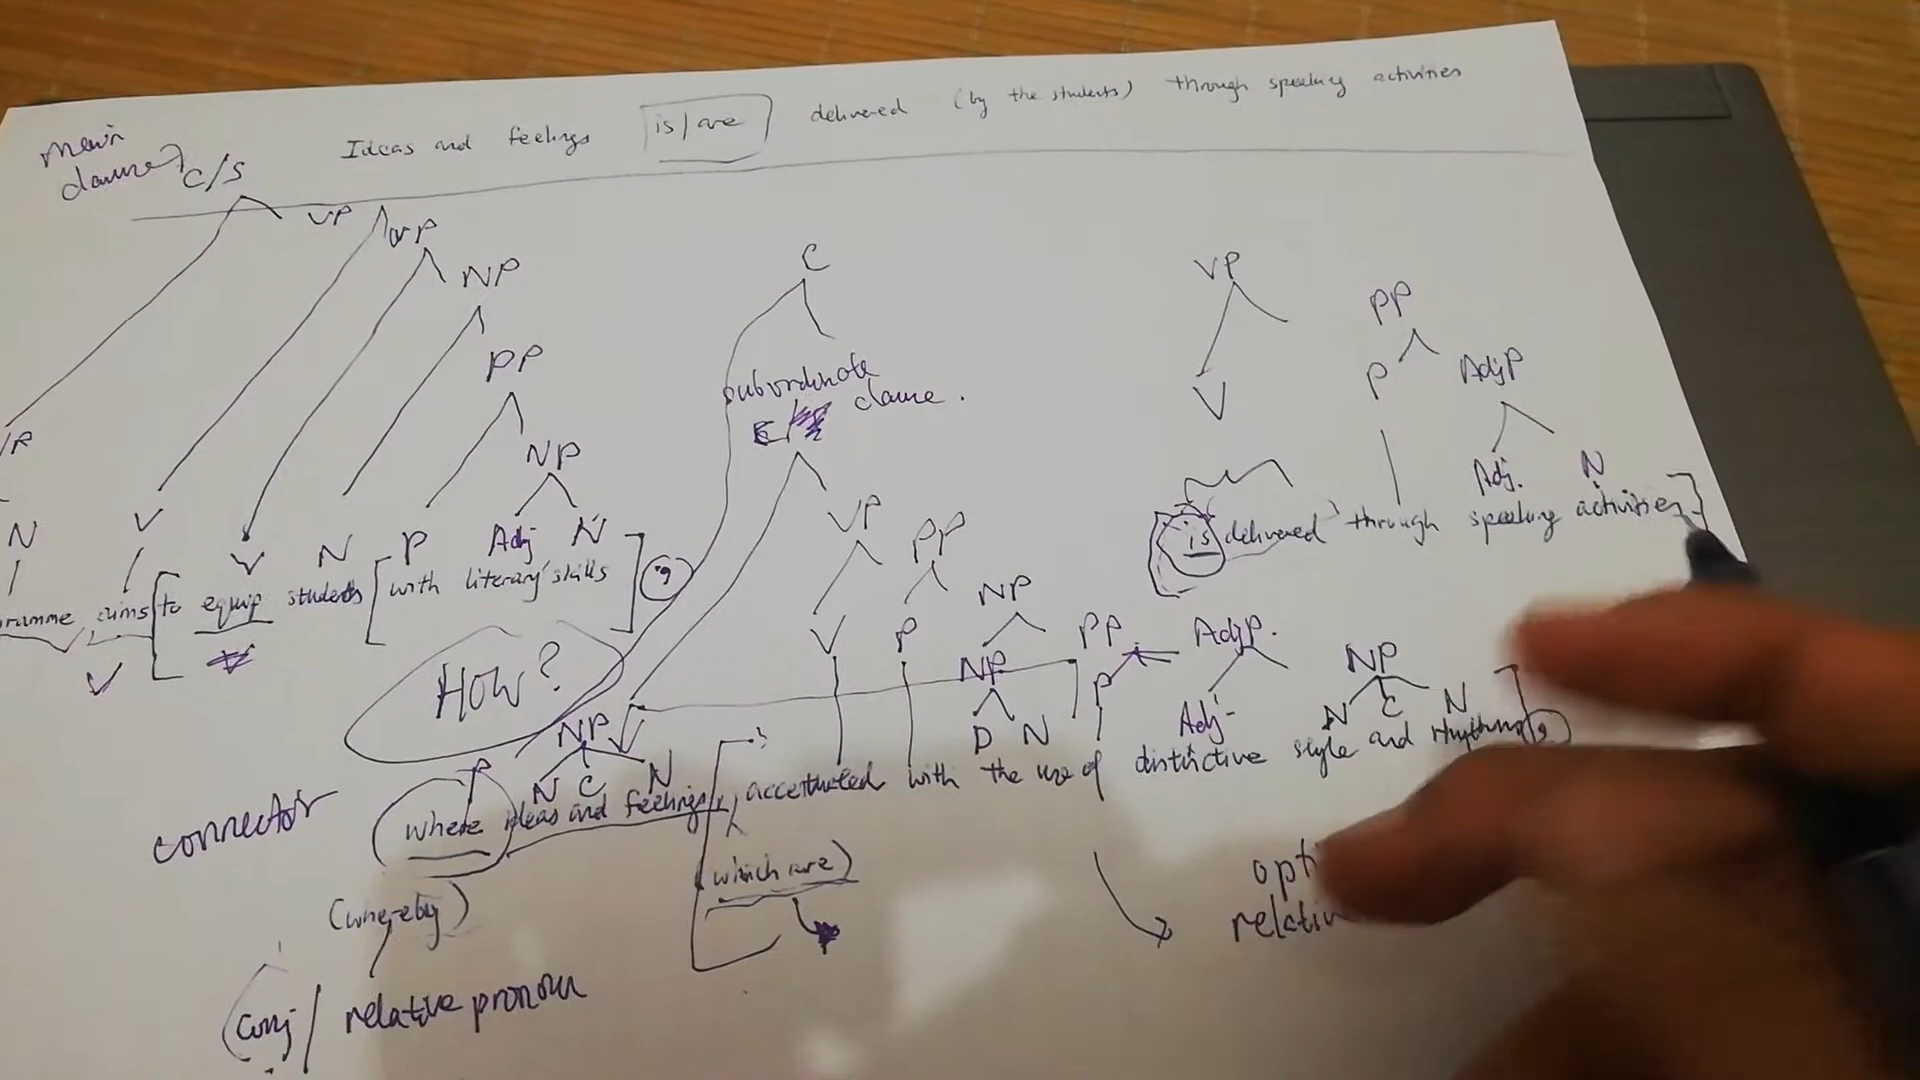 main
clause
C/S
Ideas and feelings is/are delivered (by the students) through speaking activities
VP
VP
NP
C
VP
PP
PP
P
AdjP
subordinate
clause.
V
NP
Adj.
N
N
V
V
N
P
Adj
N
VP
PP
is delivered through speaking activities
aims to equip students with literary skills
,
NP
V
P
PP
AdjP.
NP
How?
NP
P
N
C
N
NP
D
N
Adj
P
N
C
N
connector
where ideas and feelings, accentuated with the use of distinctive style and rhythm,
(which are)
(whereby)
conj / relative pronoun